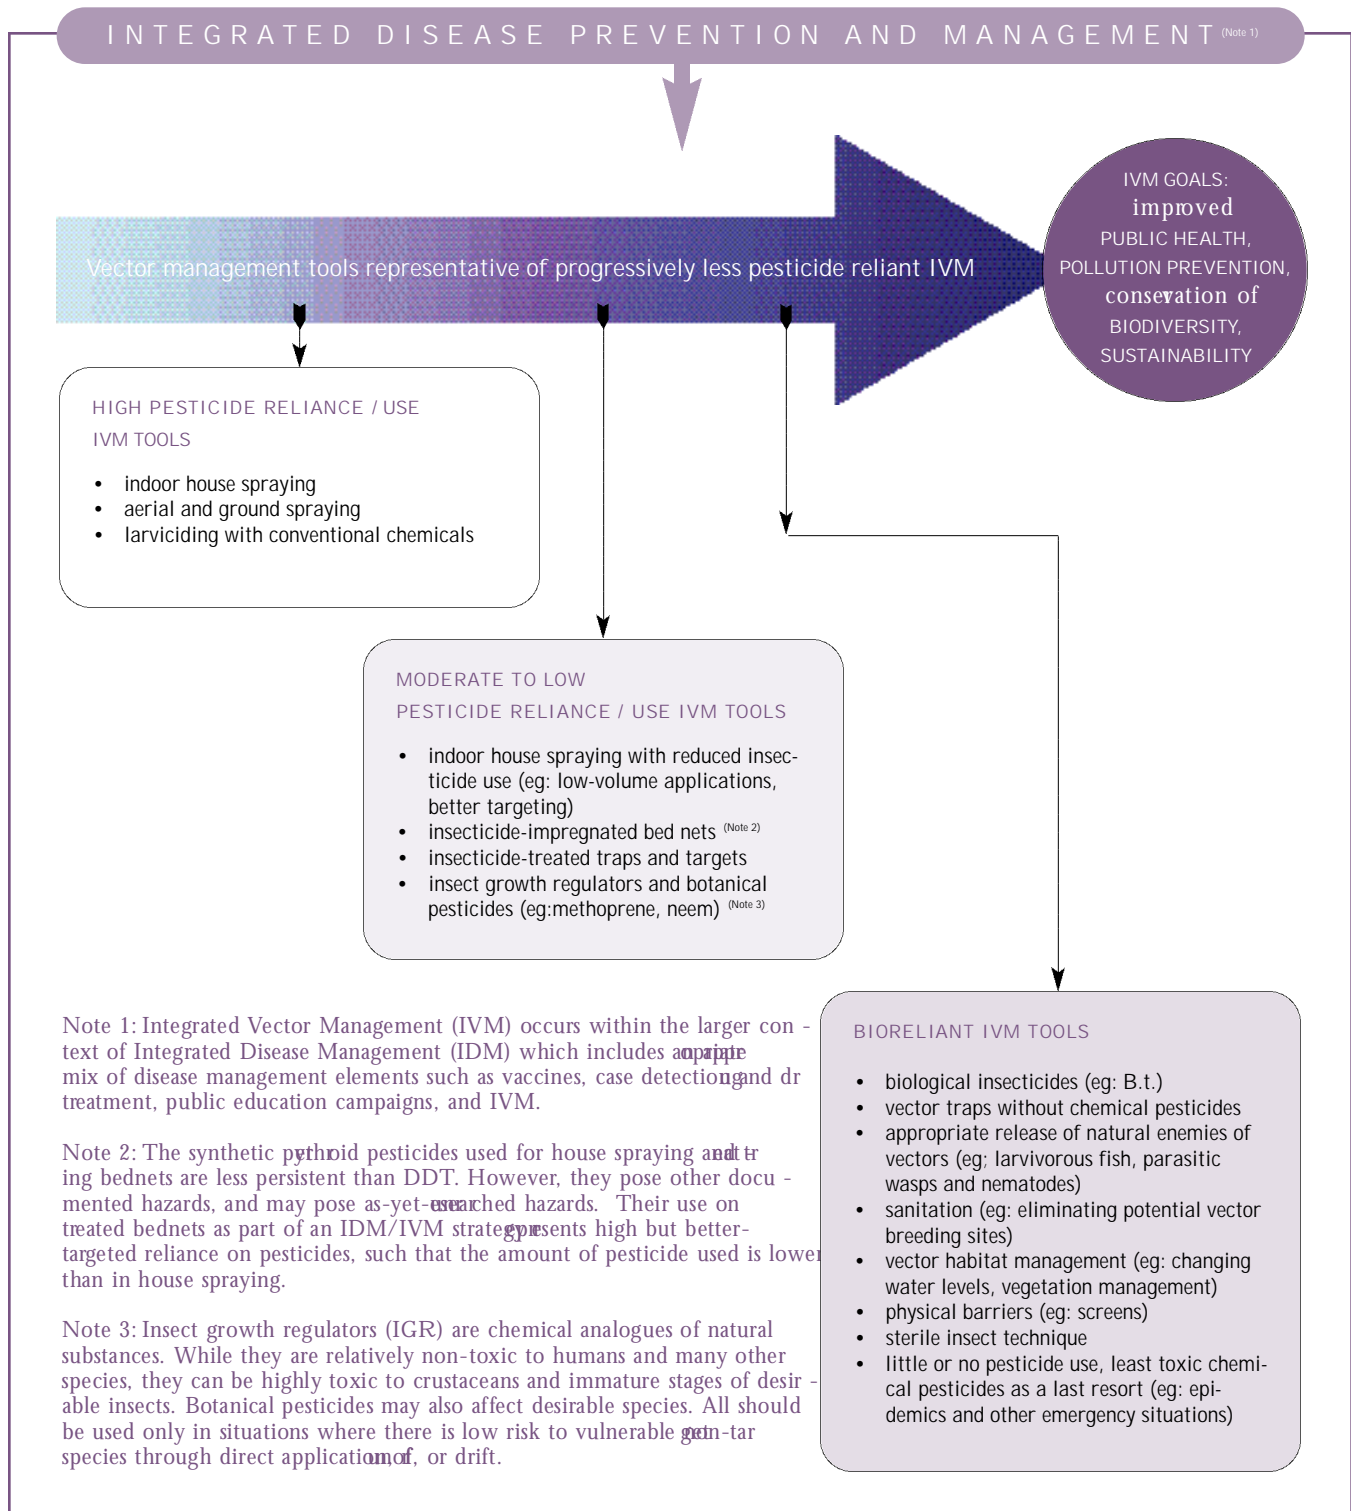 INTEGRATED DISEASE PREVENTION AND MANAGEMENT (Note 1)
Vector management tools representative of progressively less pesticide reliant IVM
IVM GOALS:
improved
PUBLIC HEALTH,
POLLUTION PREVENTION,
conservation of
BIODIVERSITY,
SUSTAINABILITY
HIGH PESTICIDE RELIANCE / USE
IVM TOOLS
• indoor house spraying
• aerial and ground spraying
• larviciding with conventional chemicals
MODERATE TO LOW
PESTICIDE RELIANCE / USE IVM TOOLS
• indoor house spraying with reduced insec-
ticide use (eg: low-volume applications,
better targeting)
• insecticide-impregnated bed nets (Note 2)
• insecticide-treated traps and targets
• insect growth regulators and botanical
pesticides (eg:methoprene, neem) (Note 3)
Note 1: Integrated Vector Management (IVM) occurs within the larger con -
text of Integrated Disease Management (IDM) which includes an
mix of disease management elements such as vaccines, case detection and
treatment, public education campaigns, and IVM.
Note 2: The synthetic pyrethroid pesticides used for house spraying and
ing bednets are less persistent than DDT. However, they pose other docu -
mented hazards, and may pose as-yet- hazards. Their use on
treated bednets as part of an IDM/IVM strategy represents high but better-
targeted reliance on pesticides, such that the amount of pesticide used is lower
than in house spraying.
Note 3: Insect growth regulators (IGR) are chemical analogues of natural
substances. While they are relatively non-toxic to humans and many other
species, they can be highly toxic to crustaceans and immature stages of desir -
able insects. Botanical pesticides may also affect desirable species. All should
be used only in situations where there is low risk to vulnerable
species through direct application, or drift.
BIORELIANT IVM TOOLS
• biological insecticides (eg: B.t.)
• vector traps without chemical pesticides
• appropriate release of natural enemies of
vectors (eg; larvivorous fish, parasitic
wasps and nematodes)
• sanitation (eg: eliminating potential vector
breeding sites)
• vector habitat management (eg: changing
water levels, vegetation management)
• physical barriers (eg: screens)
• sterile insect technique
• little or no pesticide use, least toxic chemi-
cal pesticides as a last resort (eg: epi-
demics and other emergency situations)